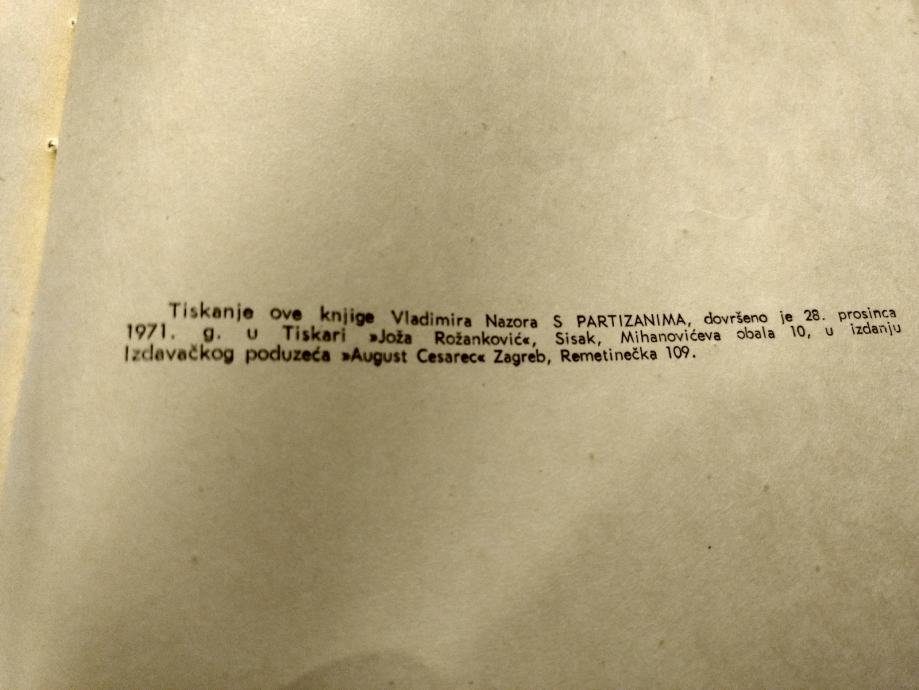 Tiskanje ove knjige Vladimira Nazora S PARTIZANIMA, dovršeno je 28. prosinca
1971. g. u Tiskari »Joža Rožanković«, Sisak, Mihanovićeva obala 10, u izdanju
Izdavačkog poduzeća »August Cesarec« Zagreb, Remetinečka 109.